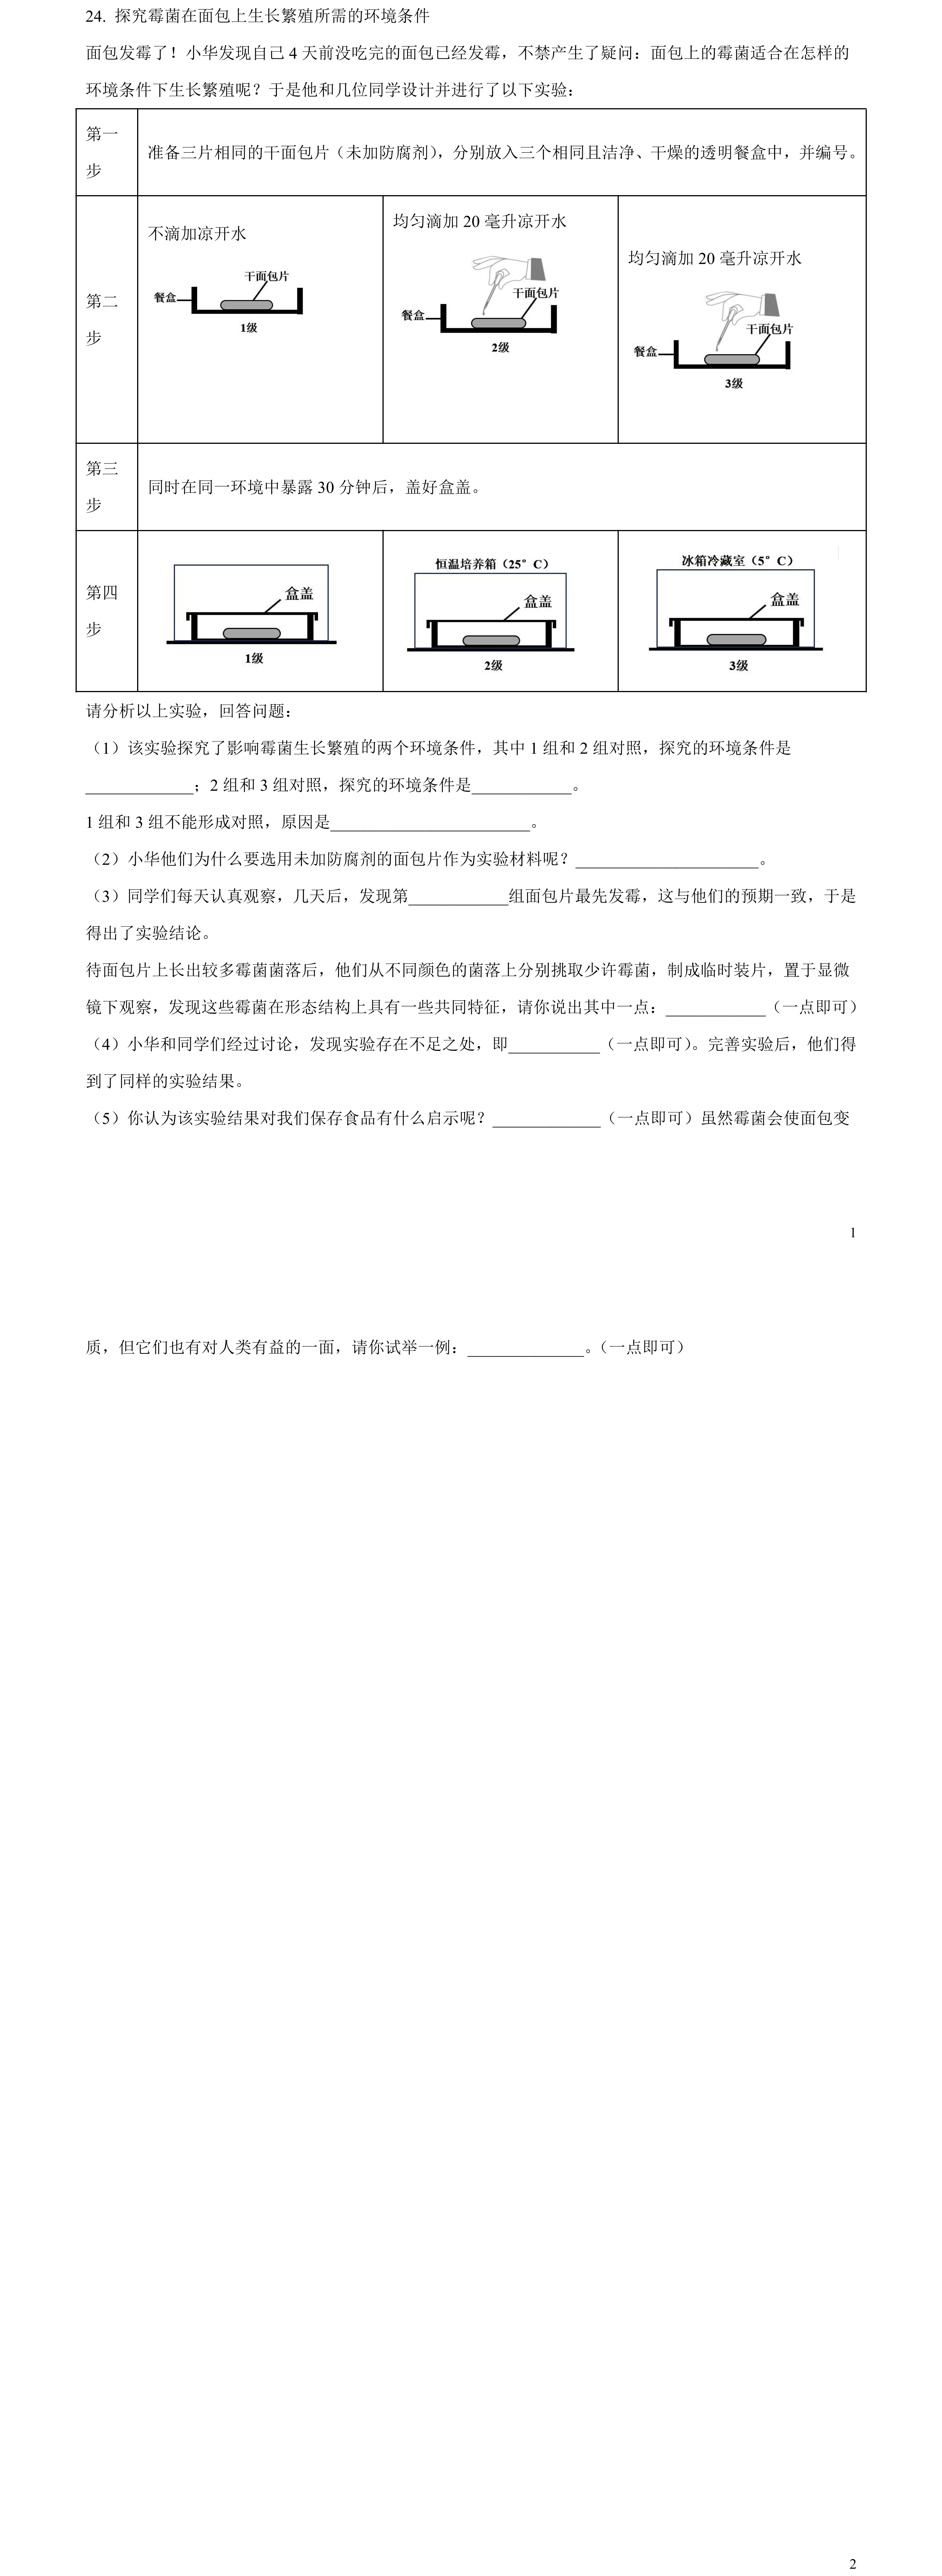 24. 探究霉菌在面包上生长繁殖所需的环境条件
面包发霉了！小华发现自己 4 天前没吃完的面包已经发霉，不禁产生了疑问：面包上的霉菌适合在怎样的
环境条件下生长繁殖呢？于是他和几位同学设计并进行了以下实验：
第一
步
准备三片相同的干面包片（未加防腐剂），分别放入三个相同且洁净、干燥的透明餐盒中，并编号。
第二
步
不滴加凉开水
干面包片
餐盒
1级
均匀滴加 20 毫升凉开水
干面包片
餐盒
2级
均匀滴加 20 毫升凉开水
干面包片
餐盒
3级
第三
步
同时在同一环境中暴露 30 分钟后，盖好盒盖。
第四
步
盒盖
1级
恒温培养箱（25°C）
盒盖
2级
冰箱冷藏室（5°C）
盒盖
3级
请分析以上实验，回答问题：
（1）该实验探究了影响霉菌生长繁殖的两个环境条件，其中 1 组和 2 组对照，探究的环境条件是
_____________；2 组和 3 组对照，探究的环境条件是____________。
1 组和 3 组不能形成对照，原因是________________________。
（2）小华他们为什么要选用未加防腐剂的面包片作为实验材料呢？______________________。
（3）同学们每天认真观察，几天后，发现第____________组面包片最先发霉，这与他们的预期一致，于是
得出了实验结论。
待面包片上长出较多霉菌菌落后，他们从不同颜色的菌落上分别挑取少许霉菌，制成临时装片，置于显微
镜下观察，发现这些霉菌在形态结构上具有一些共同特征，请你说出其中一点：____________（一点即可）
（4）小华和同学们经过讨论，发现实验存在不足之处，即___________（一点即可）。完善实验后，他们得
到了同样的实验结果。
（5）你认为该实验结果对我们保存食品有什么启示呢？_____________（一点即可）虽然霉菌会使面包变
1
质，但它们也有对人类有益的一面，请你试举一例：______________。（一点即可）
2